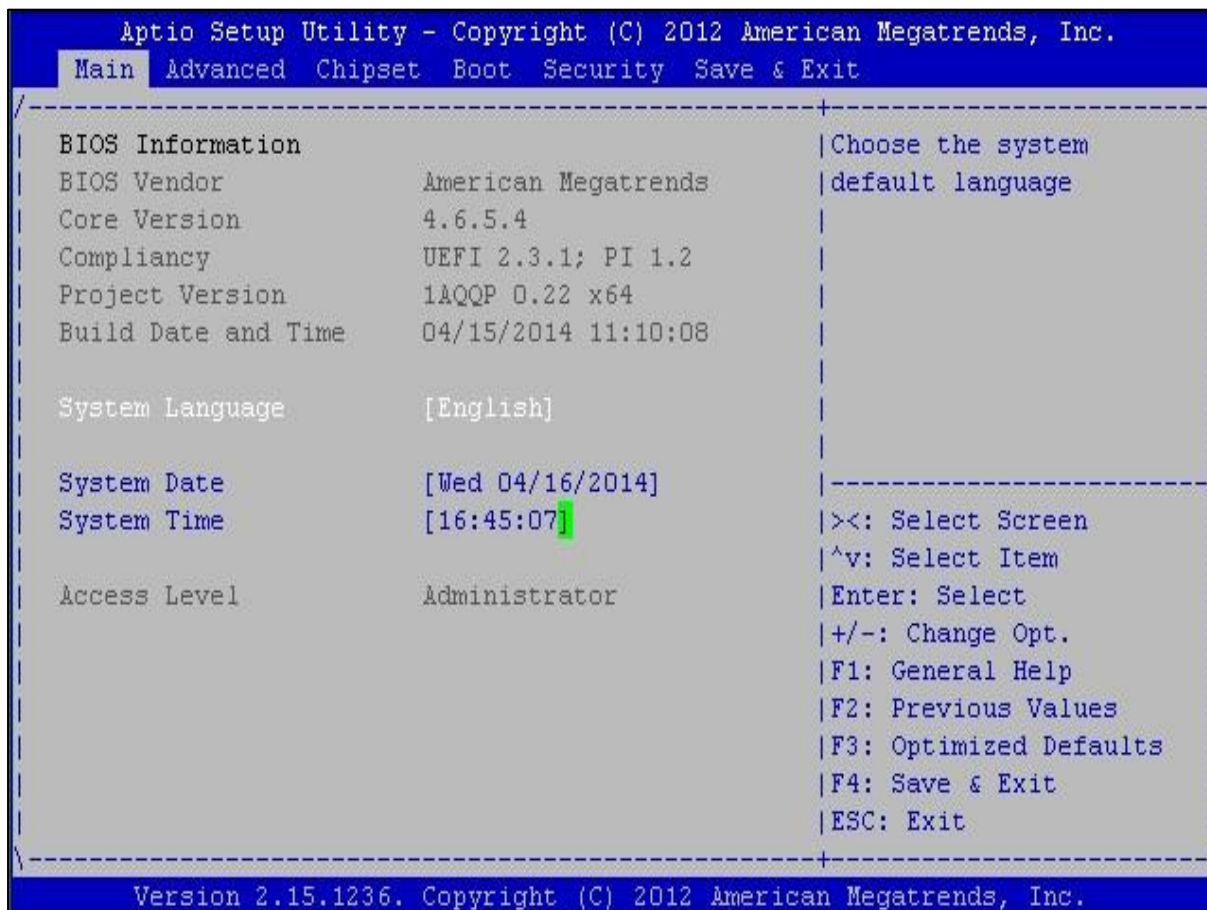 Aptio Setup Utility - Copyright (C) 2012 American Megatrends, Inc.
Main Advanced Chipset Boot Security Save & Exit
/----------------------------------------------------+-------------------------
| BIOS Information |Choose the system
| BIOS Vendor American Megatrends |default language
| Core Version 4.6.5.4 |
| Compliancy UEFI 2.3.1; PI 1.2 |
| Project Version 1AQQP 0.22 x64 |
| Build Date and Time 04/15/2014 11:10:08 |
| |
| System Language [English] |
| |
| System Date [Wed 04/16/2014] |-------------------------
| System Time [16:45:07] |><: Select Screen
| |^v: Select Item
| Access Level Administrator |Enter: Select
| |+/-: Change Opt.
| |F1: General Help
| |F2: Previous Values
| |F3: Optimized Defaults
| |F4: Save & Exit
| |ESC: Exit
\----------------------------------------------------+-------------------------
Version 2.15.1236. Copyright (C) 2012 American Megatrends, Inc.